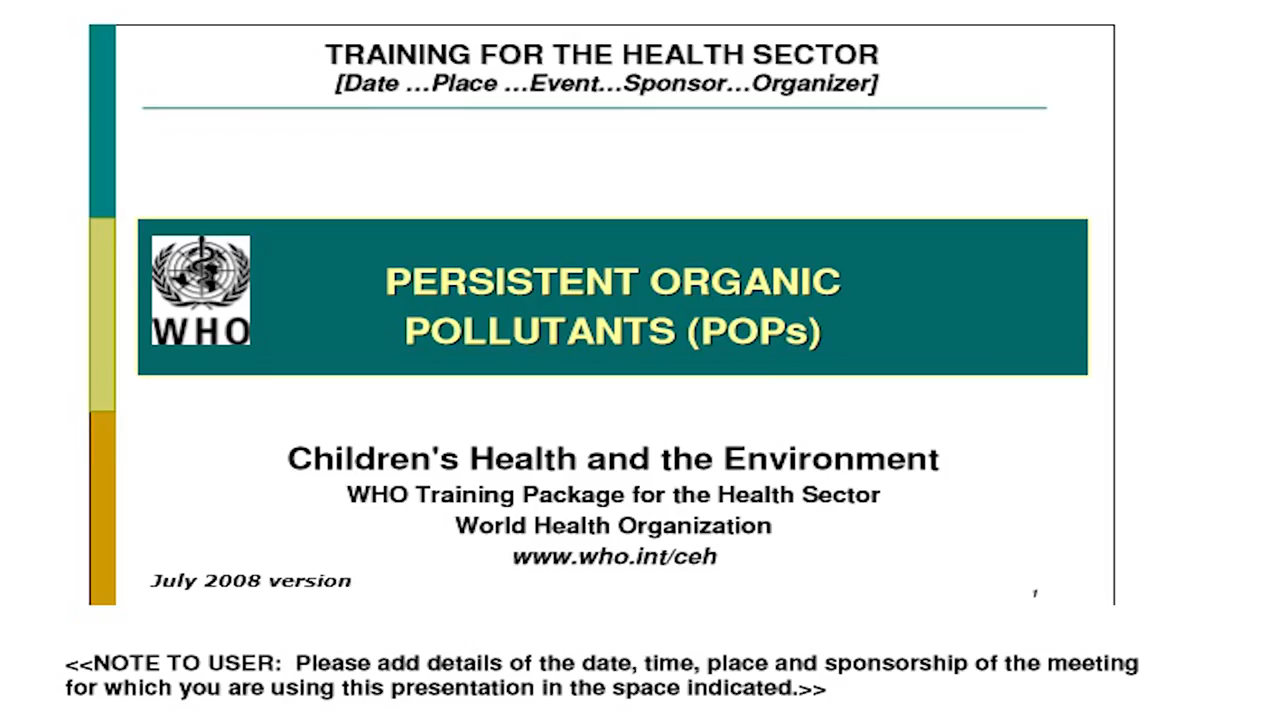 TRAINING FOR THE HEALTH SECTOR
[Date …Place …Event…Sponsor…Organizer]
WHO
PERSISTENT ORGANIC
POLLUTANTS (POPs)
Children's Health and the Environment
WHO Training Package for the Health Sector
World Health Organization
www.who.int/ceh
July 2008 version
1
<<NOTE TO USER:  Please add details of the date, time, place and sponsorship of the meeting
for which you are using this presentation in the space indicated.>>